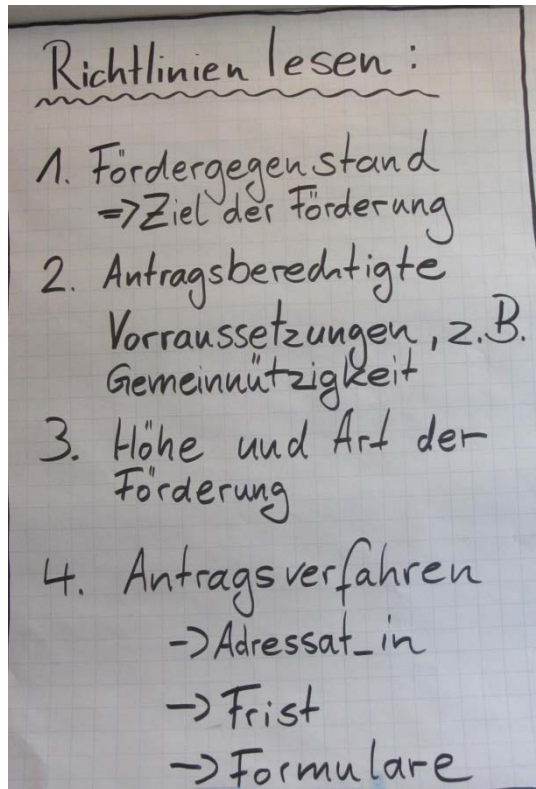 Richtlinien lesen:
1. Fördergegenstand
=> Ziel der Förderung
2. Antragsberechtigte
Vorraussetzungen, z.B.
Gemeinnützigkeit
3. Höhe und Art der
Förderung
4. Antragsverfahren
-> Adressat_in
-> Frist
-> Formulare